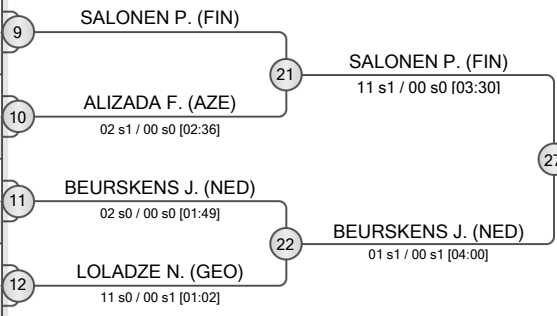 SALONEN P. (FIN)
9
21
SALONEN P. (FIN)
11 s1 / 00 s0 [03:30]
ALIZADA F. (AZE)
10
02 s1 / 00 s0 [02:36]
27
BEURSKENS J. (NED)
11
02 s0 / 00 s0 [01:49]
22
BEURSKENS J. (NED)
01 s1 / 00 s1 [04:00]
LOLADZE N. (GEO)
12
11 s0 / 00 s1 [01:02]